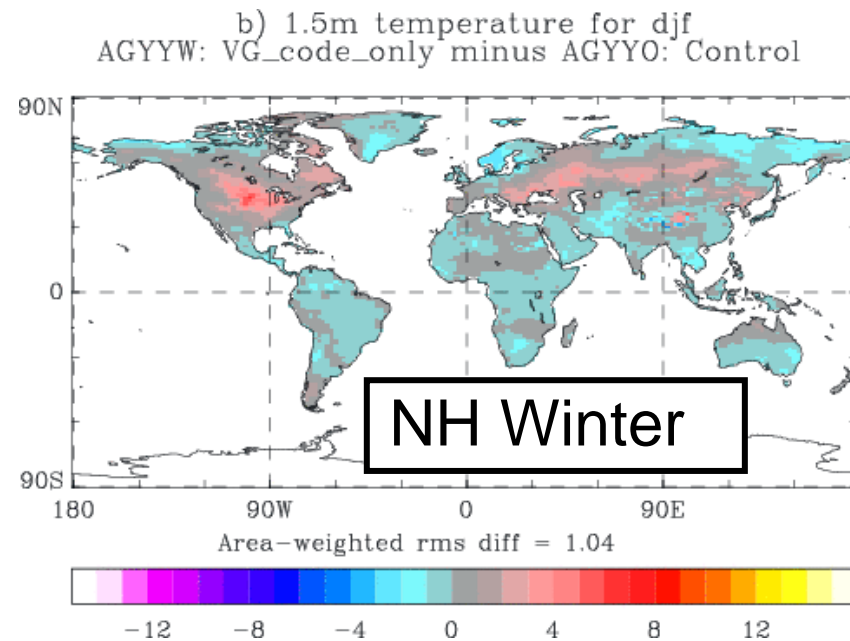 b) 1.5m temperature for djf
AGYYW: VG_code_only minus AGYYO: Control
90N
0
90S
NH Winter
180 90W 0 90E
Area-weighted rms diff = 1.04
-12 -8 -4 0 4 8 12